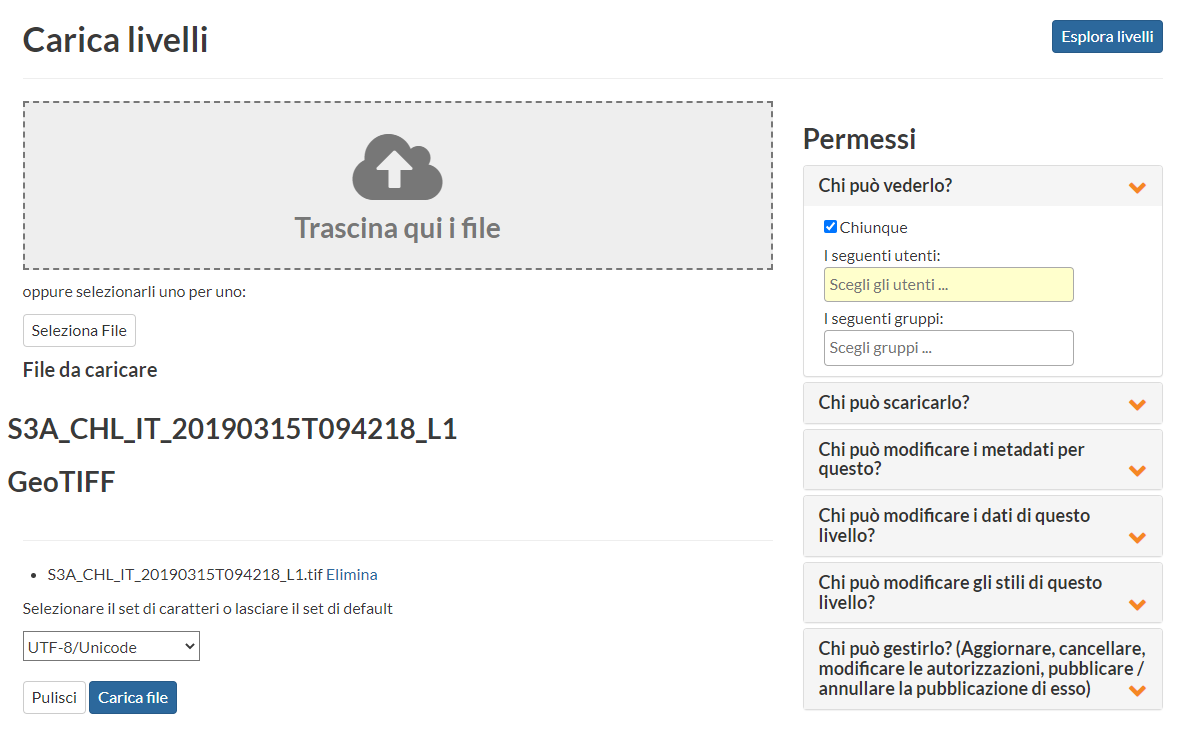 Carica livelli
Esplora livelli
Trascina qui i file
oppure selezionarli uno per uno:
Seleziona File
File da caricare
S3A_CHL_IT_20190315T094218_L1
GeoTIFF
S3A_CHL_IT_20190315T094218_L1.tif Elimina
Selezionare il set di caratteri o lasciare il set di default
UTF-8/Unicode
Pulisci
Carica file
Permessi
Chi può vederlo?
Chiunque
I seguenti utenti:
Scegli gli utenti ...
I seguenti gruppi:
Scegli gruppi ...
Chi può scaricarlo?
Chi può modificare i metadati per
questo?
Chi può modificare i dati di questo
livello?
Chi può modificare gli stili di questo
livello?
Chi può gestirlo? (Aggiornare, cancellare,
modificare le autorizzazioni, pubblicare /
annullare la pubblicazione di esso)